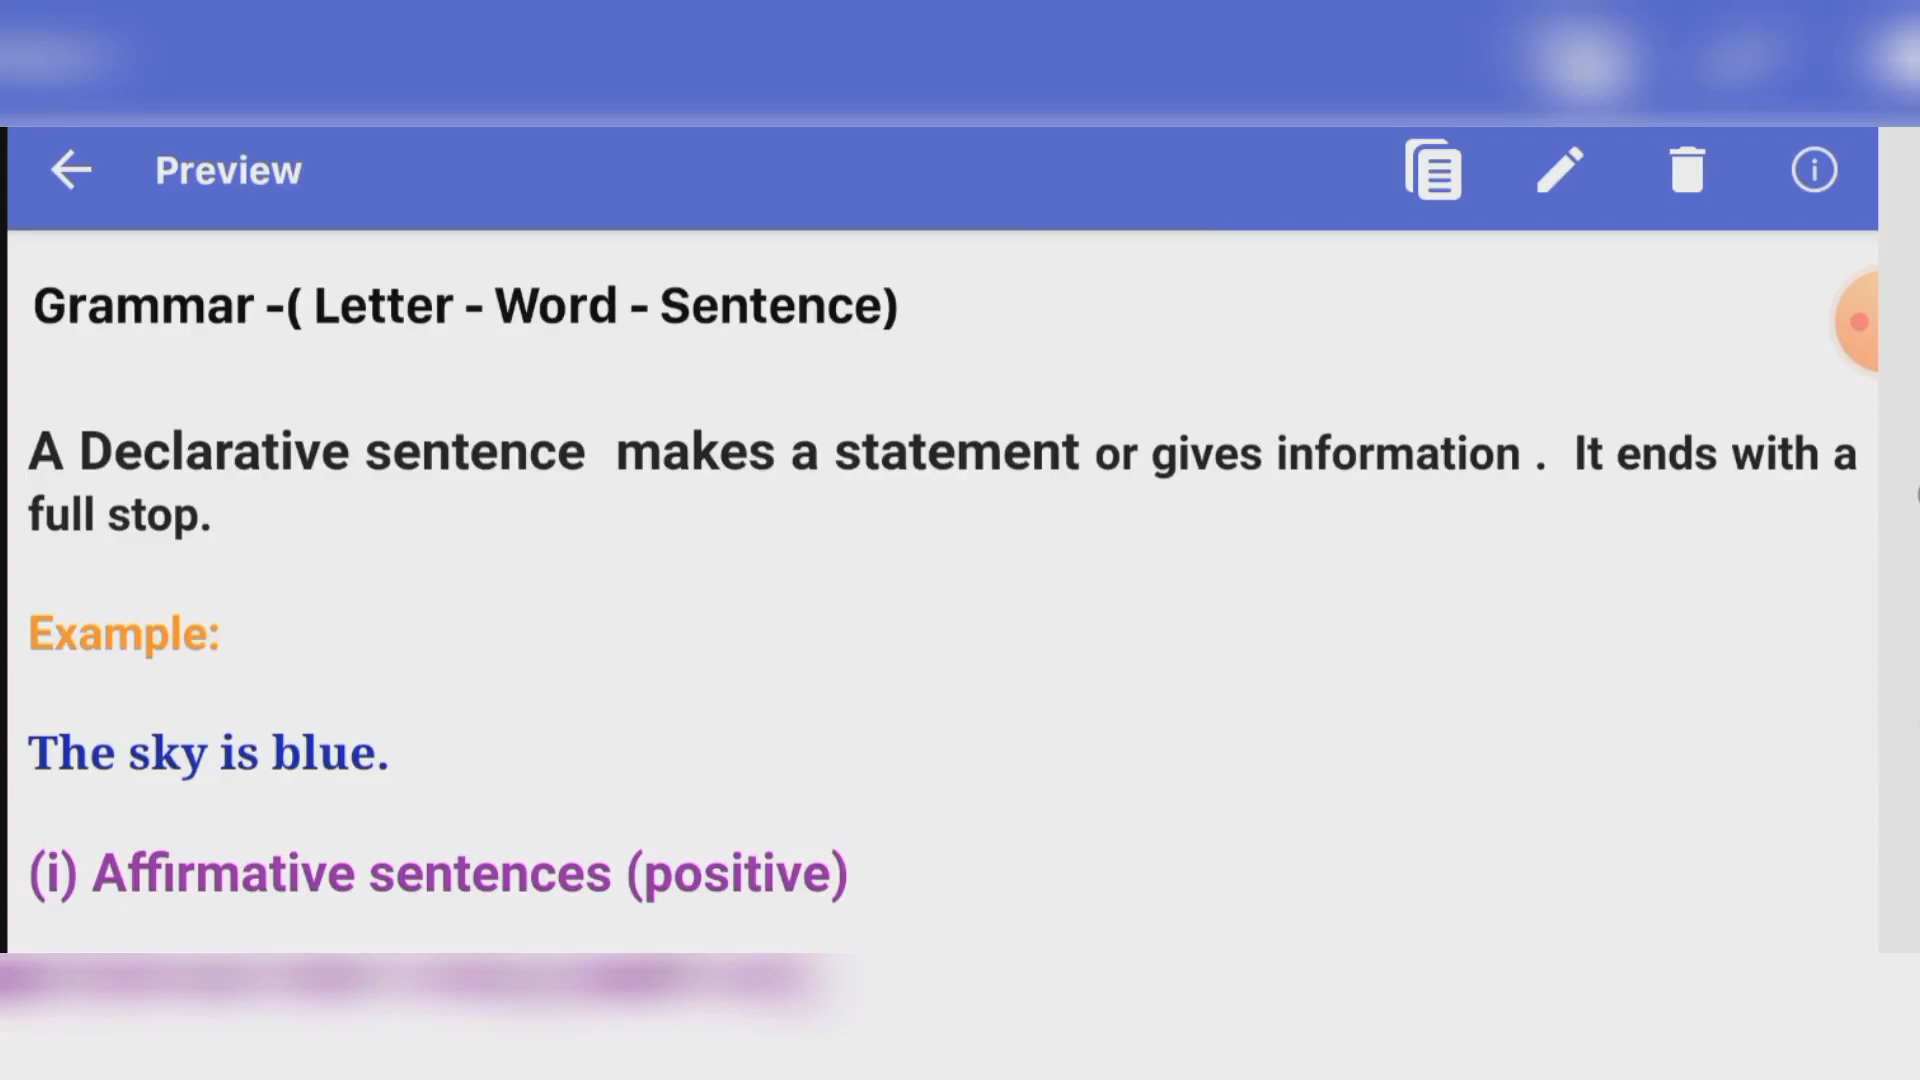 Preview
Grammar -( Letter - Word - Sentence)
A Declarative sentence  makes a statement or gives information .  It ends with a
full stop.
Example:
The sky is blue.
(i) Affirmative sentences (positive)